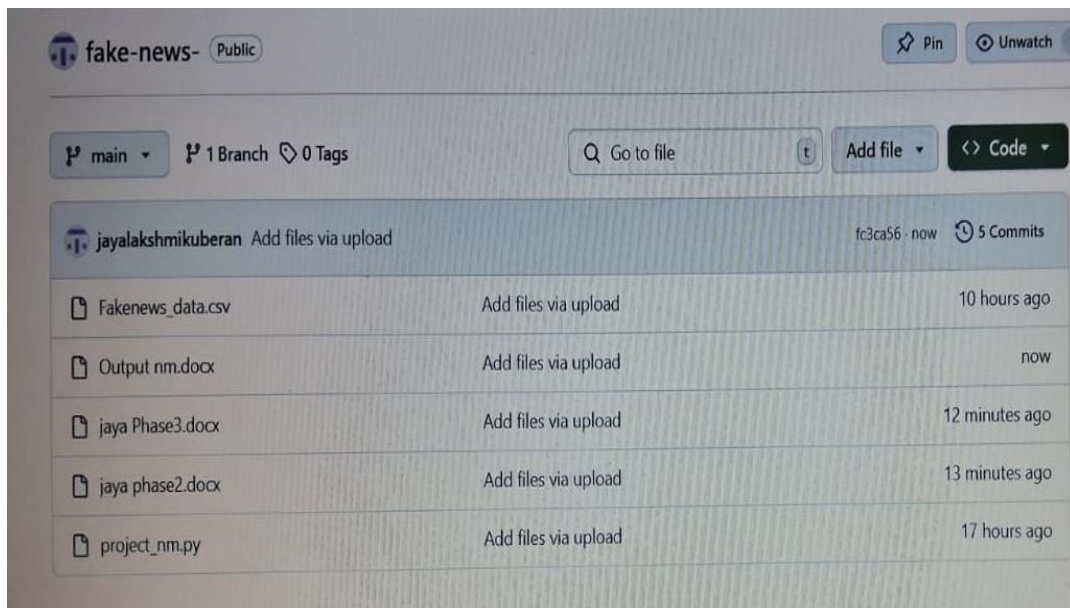 fake-news- Public Pin Unwatch
main 1 Branch 0 Tags Go to file t Add file Code
jayalakshmikuberan Add files via upload fc3ca56 · now 5 Commits
Fakenews_data.csv Add files via upload 10 hours ago
Output nm.docx Add files via upload now
jaya Phase3.docx Add files via upload 12 minutes ago
jaya phase2.docx Add files via upload 13 minutes ago
project_nm.py Add files via upload 17 hours ago